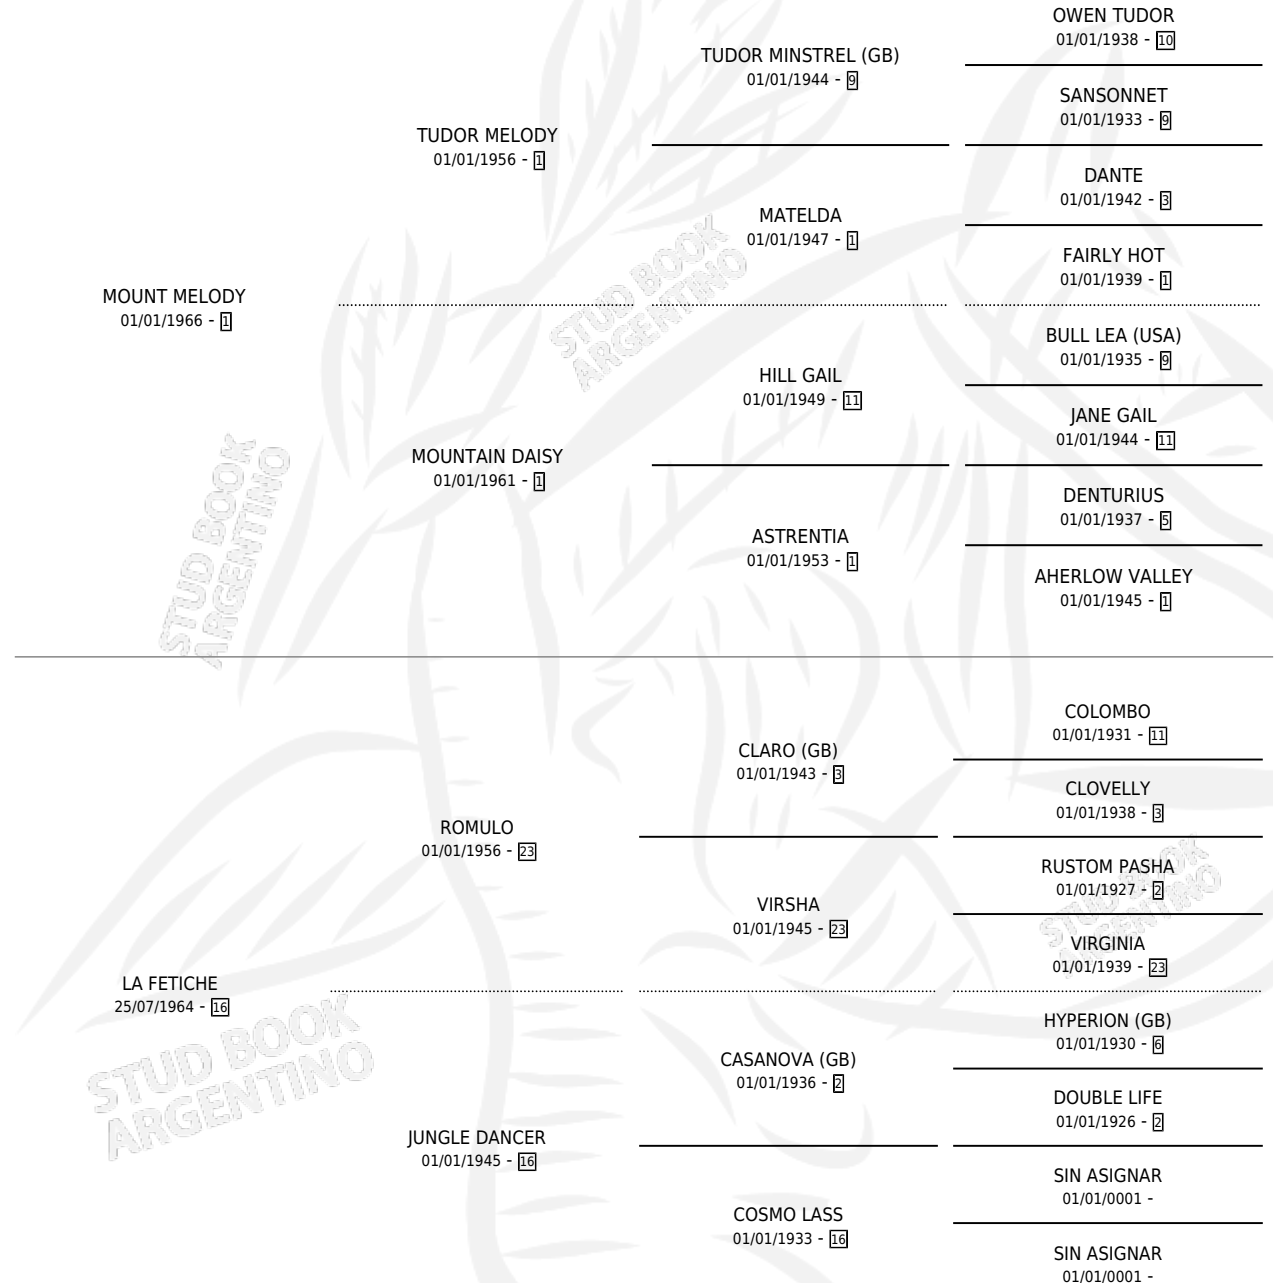 OWEN TUDOR
01/01/1938 - 10
TUDOR MINSTREL (GB)
01/01/1944 - 9
SANSONNET
01/01/1933 - 9
TUDOR MELODY
01/01/1956 - 1
DANTE
01/01/1942 - 3
MATELDA
01/01/1947 - 1
FAIRLY HOT
01/01/1939 - 1
MOUNT MELODY
01/01/1966 - 1
STUD BOOK
ARGENTINO
BULL LEA (USA)
01/01/1935 - 9
HILL GAIL
01/01/1949 - 11
JANE GAIL
01/01/1944 - 11
MOUNTAIN DAISY
01/01/1961 - 1
DENTURIUS
01/01/1937 - 5
ASTRENTIA
01/01/1953 - 1
AHERLOW VALLEY
01/01/1945 - 1
STUD BOOK
ARGENTINO
COLOMBO
01/01/1931 - 11
CLARO (GB)
01/01/1943 - 3
CLOVELLY
01/01/1938 - 3
ROMULO
01/01/1956 - 23
RUSTOM PASHA
01/01/1927 - 2
VIRSHA
01/01/1945 - 23
STUD BOOK
ARGENTINO
VIRGINIA
01/01/1939 - 23
LA FETICHE
25/07/1964 - 16
HYPERION (GB)
01/01/1930 - 6
CASANOVA (GB)
01/01/1936 - 2
DOUBLE LIFE
01/01/1926 - 2
STUD BOOK
ARGENTINO
JUNGLE DANCER
01/01/1945 - 16
SIN ASIGNAR
01/01/0001 -
COSMO LASS
01/01/1933 - 16
SIN ASIGNAR
01/01/0001 -